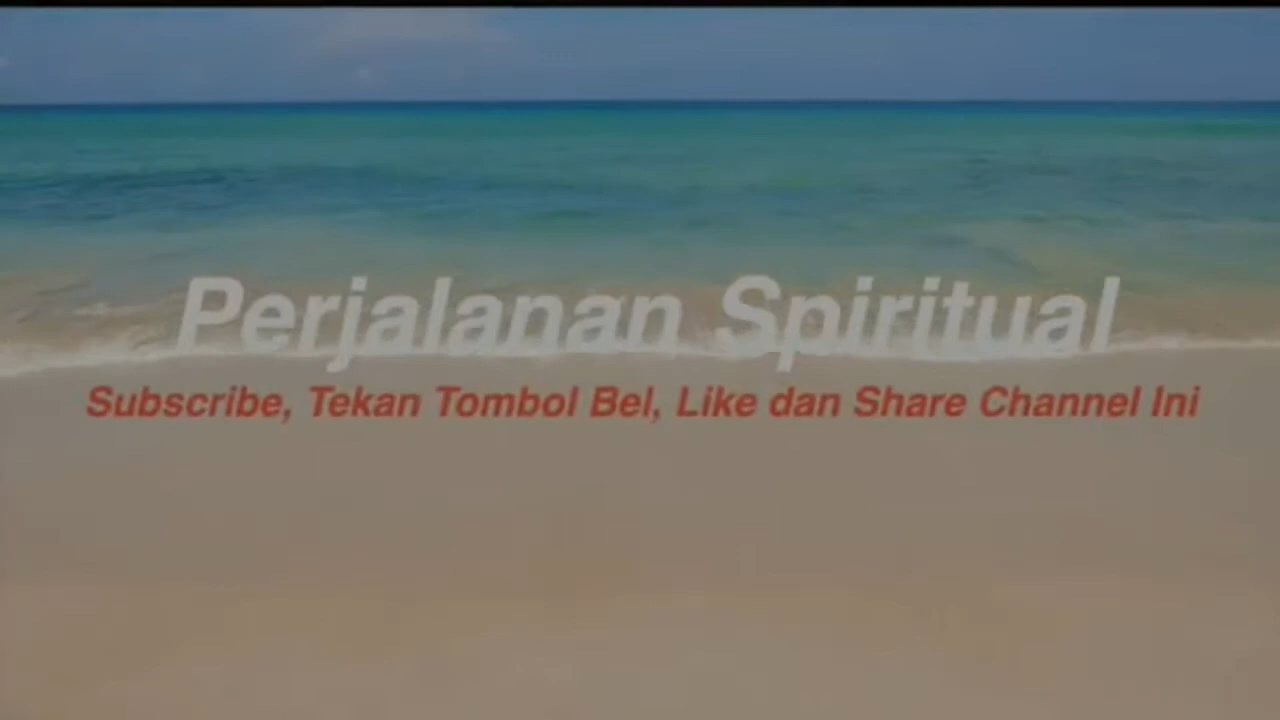 Perjalanan Spiritual
Subscribe, Tekan Tombol Bel, Like dan Share Channel Ini